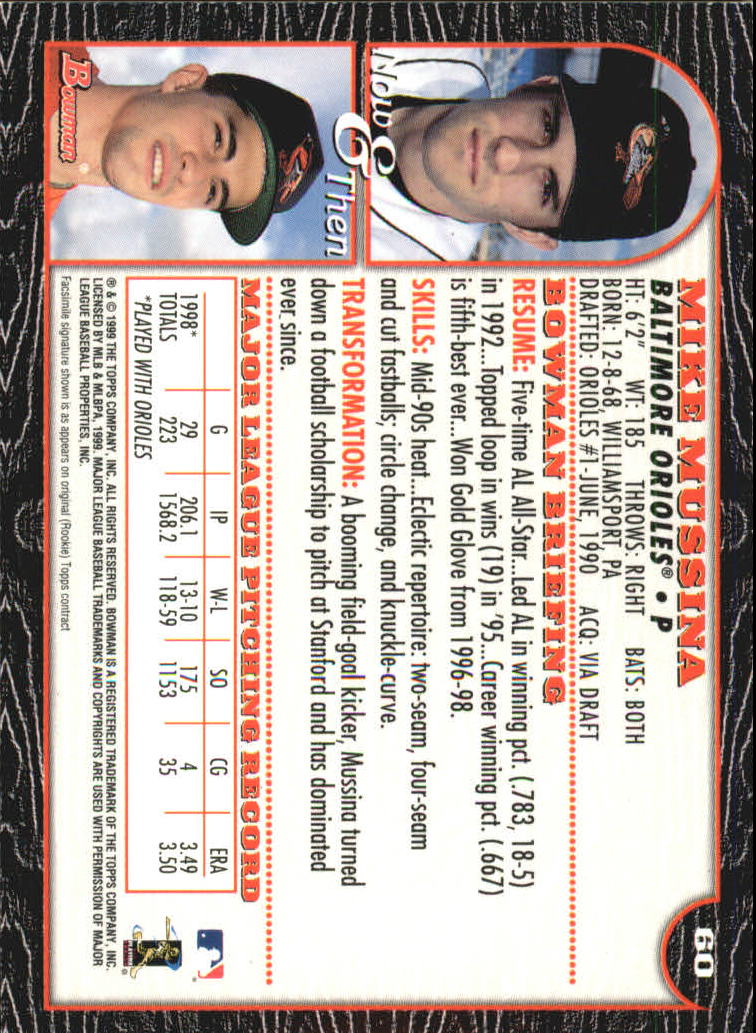 60
MIKE MUSSINA
BALTIMORE ORIOLES® • P
HT: 6'2" WT: 185 THROWS: RIGHT BATS: BOTH
BORN: 12-8-68, WILLIAMSPORT, PA
DRAFTED: ORIOLES #1-JUNE, 1990 ACQ: VIA DRAFT
BOWMAN BRIEFING
RESUME: Five-time AL All-Star...Led AL in winning pct. (.783, 18-5)
in 1992...Topped loop in wins (19) in '95...Career winning pct. (.667)
is fifth-best ever...Won Gold Glove from 1996-98.
SKILLS: Mid-90s heat...Eclectic repertoire: two-seam, four-seam
and cut fastballs; circle change, and knuckle-curve.
TRANSFORMATION: A booming field-goal kicker, Mussina turned
down a football scholarship to pitch at Stanford and has dominated
ever since.
Now &
Then
Bowman®
MAJOR LEAGUE PITCHING RECORD
G IP W-L SO CG ERA
1998* 29 206.1 13-10 175 4 3.49
TOTALS 223 1568.2 118-59 1153 35 3.50
*PLAYED WITH ORIOLES
® & © 1999 THE TOPPS COMPANY, INC. ALL RIGHTS RESERVED. BOWMAN IS A REGISTERED TRADEMARK OF THE TOPPS COMPANY, INC.
LICENSED BY MLB & MLBPA, 1999. MAJOR LEAGUE BASEBALL TRADEMARKS AND COPYRIGHTS ARE USED WITH PERMISSION OF MAJOR
LEAGUE BASEBALL PROPERTIES, INC.
Facsimile signature shown is as appears on original (Rookie) Topps contract